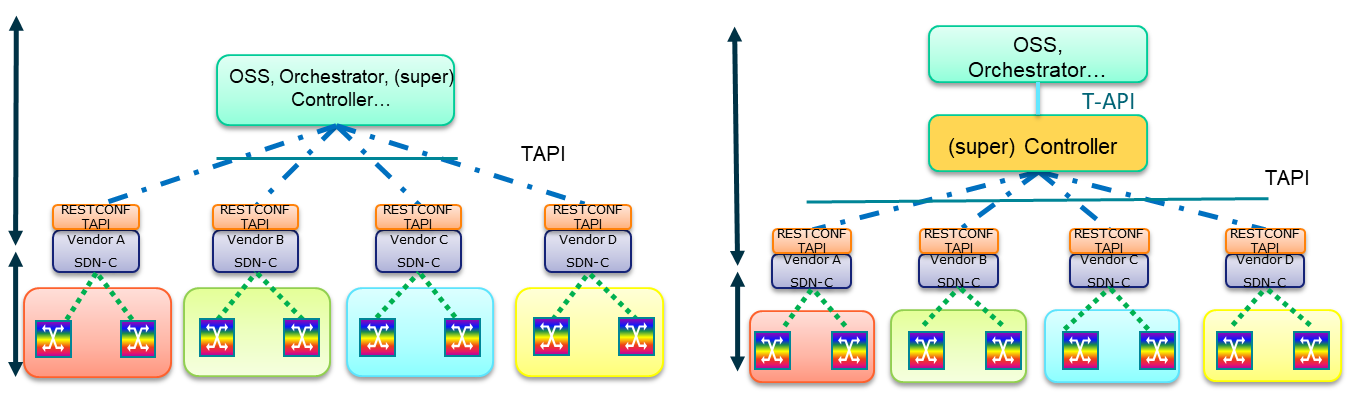 OSS, Orchestrator, (super)
Controller…
TAPI
RESTCONF
TAPI
Vendor A
SDN-C
RESTCONF
TAPI
Vendor B
SDN-C
RESTCONF
TAPI
Vendor C
SDN-C
RESTCONF
TAPI
Vendor D
SDN-C
OSS,
Orchestrator…
T-API
(super) Controller
TAPI
RESTCONF
TAPI
Vendor A
SDN-C
RESTCONF
TAPI
Vendor B
SDN-C
RESTCONF
TAPI
Vendor C
SDN-C
RESTCONF
TAPI
Vendor D
SDN-C